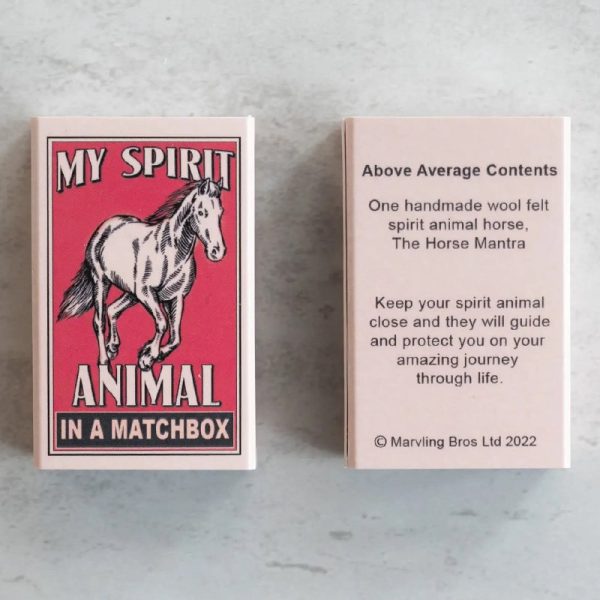 MY SPIRIT
ANIMAL
IN A MATCHBOX
Above Average Contents
One handmade wool felt
spirit animal horse,
The Horse Mantra
Keep your spirit animal
close and they will guide
and protect you on your
amazing journey
through life.
© Marvling Bros Ltd 2022